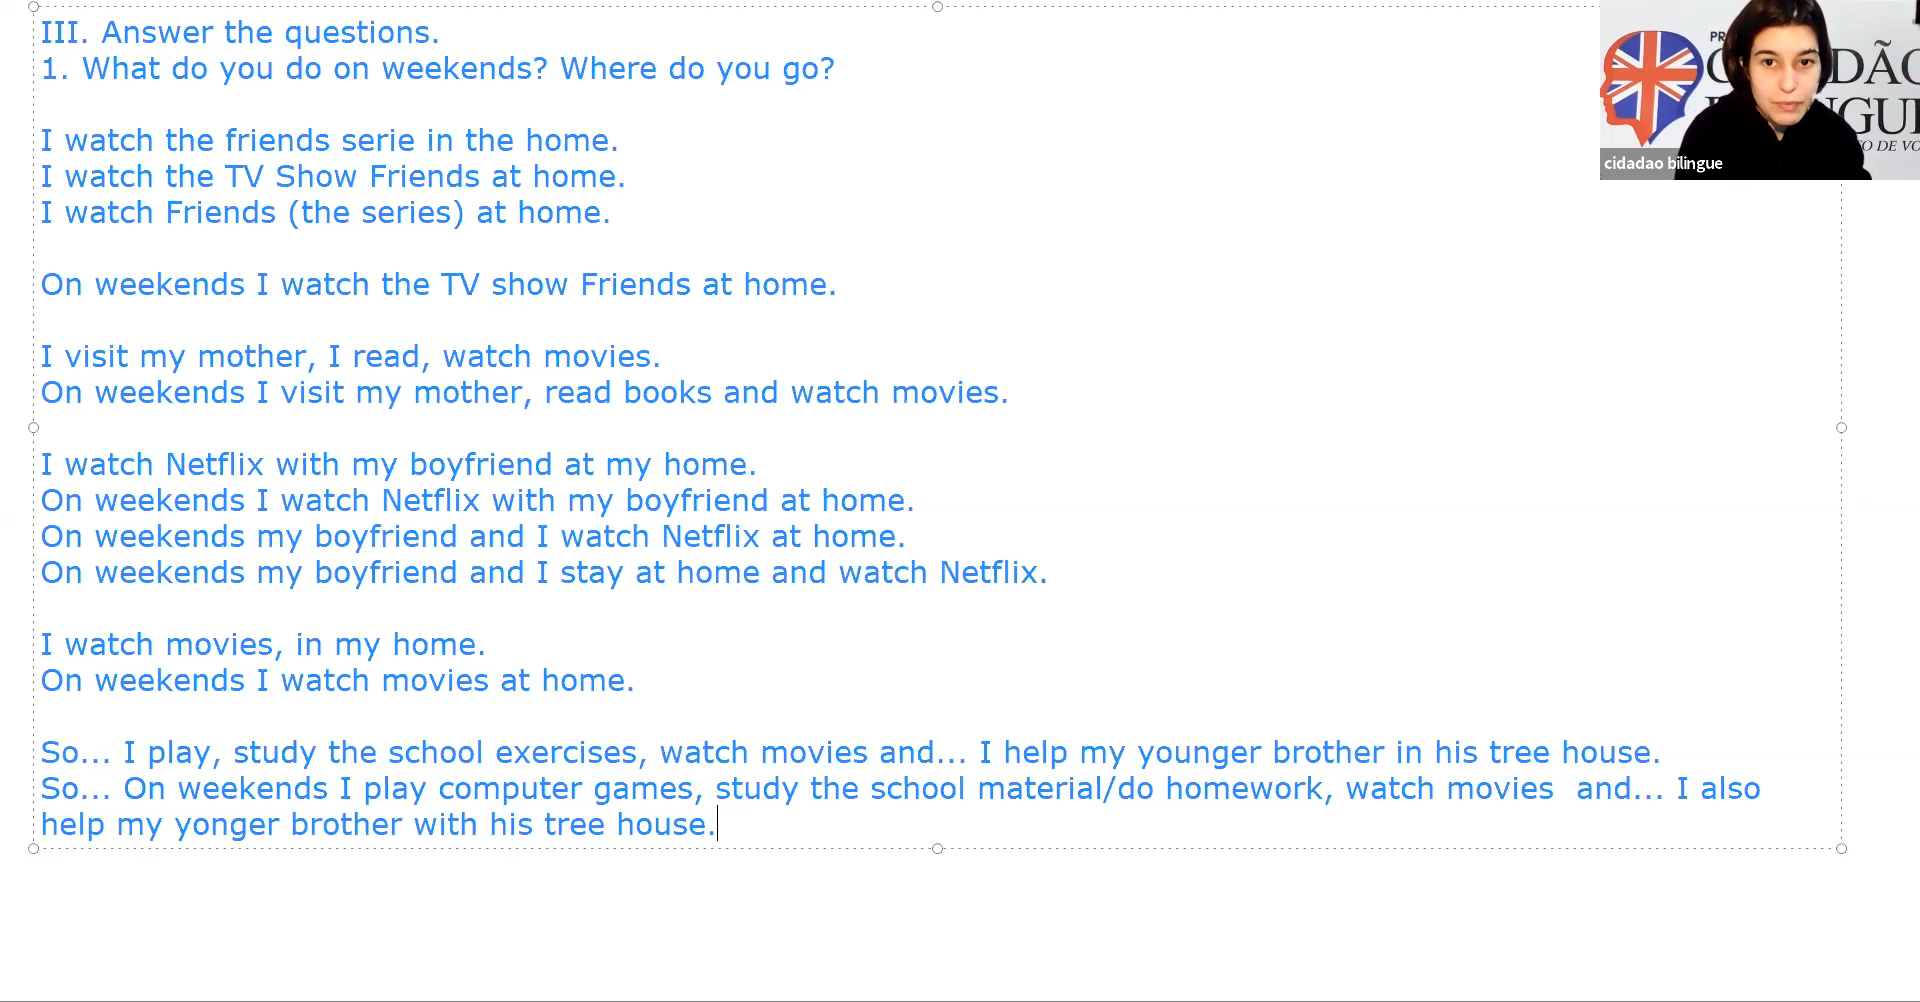 III. Answer the questions.
1. What do you do on weekends? Where do you go?
I watch the friends serie in the home.
I watch the TV Show Friends at home.
I watch Friends (the series) at home.
On weekends I watch the TV show Friends at home.
I visit my mother, I read, watch movies.
On weekends I visit my mother, read books and watch movies.
I watch Netflix with my boyfriend at my home.
On weekends I watch Netflix with my boyfriend at home.
On weekends my boyfriend and I watch Netflix at home.
On weekends my boyfriend and I stay at home and watch Netflix.
I watch movies, in my home.
On weekends I watch movies at home.
So... I play, study the school exercises, watch movies and... I help my younger brother in his tree house.
So... On weekends I play computer games, study the school material/do homework, watch movies  and... I also
help my yonger brother with his tree house.
cidadao bilingue